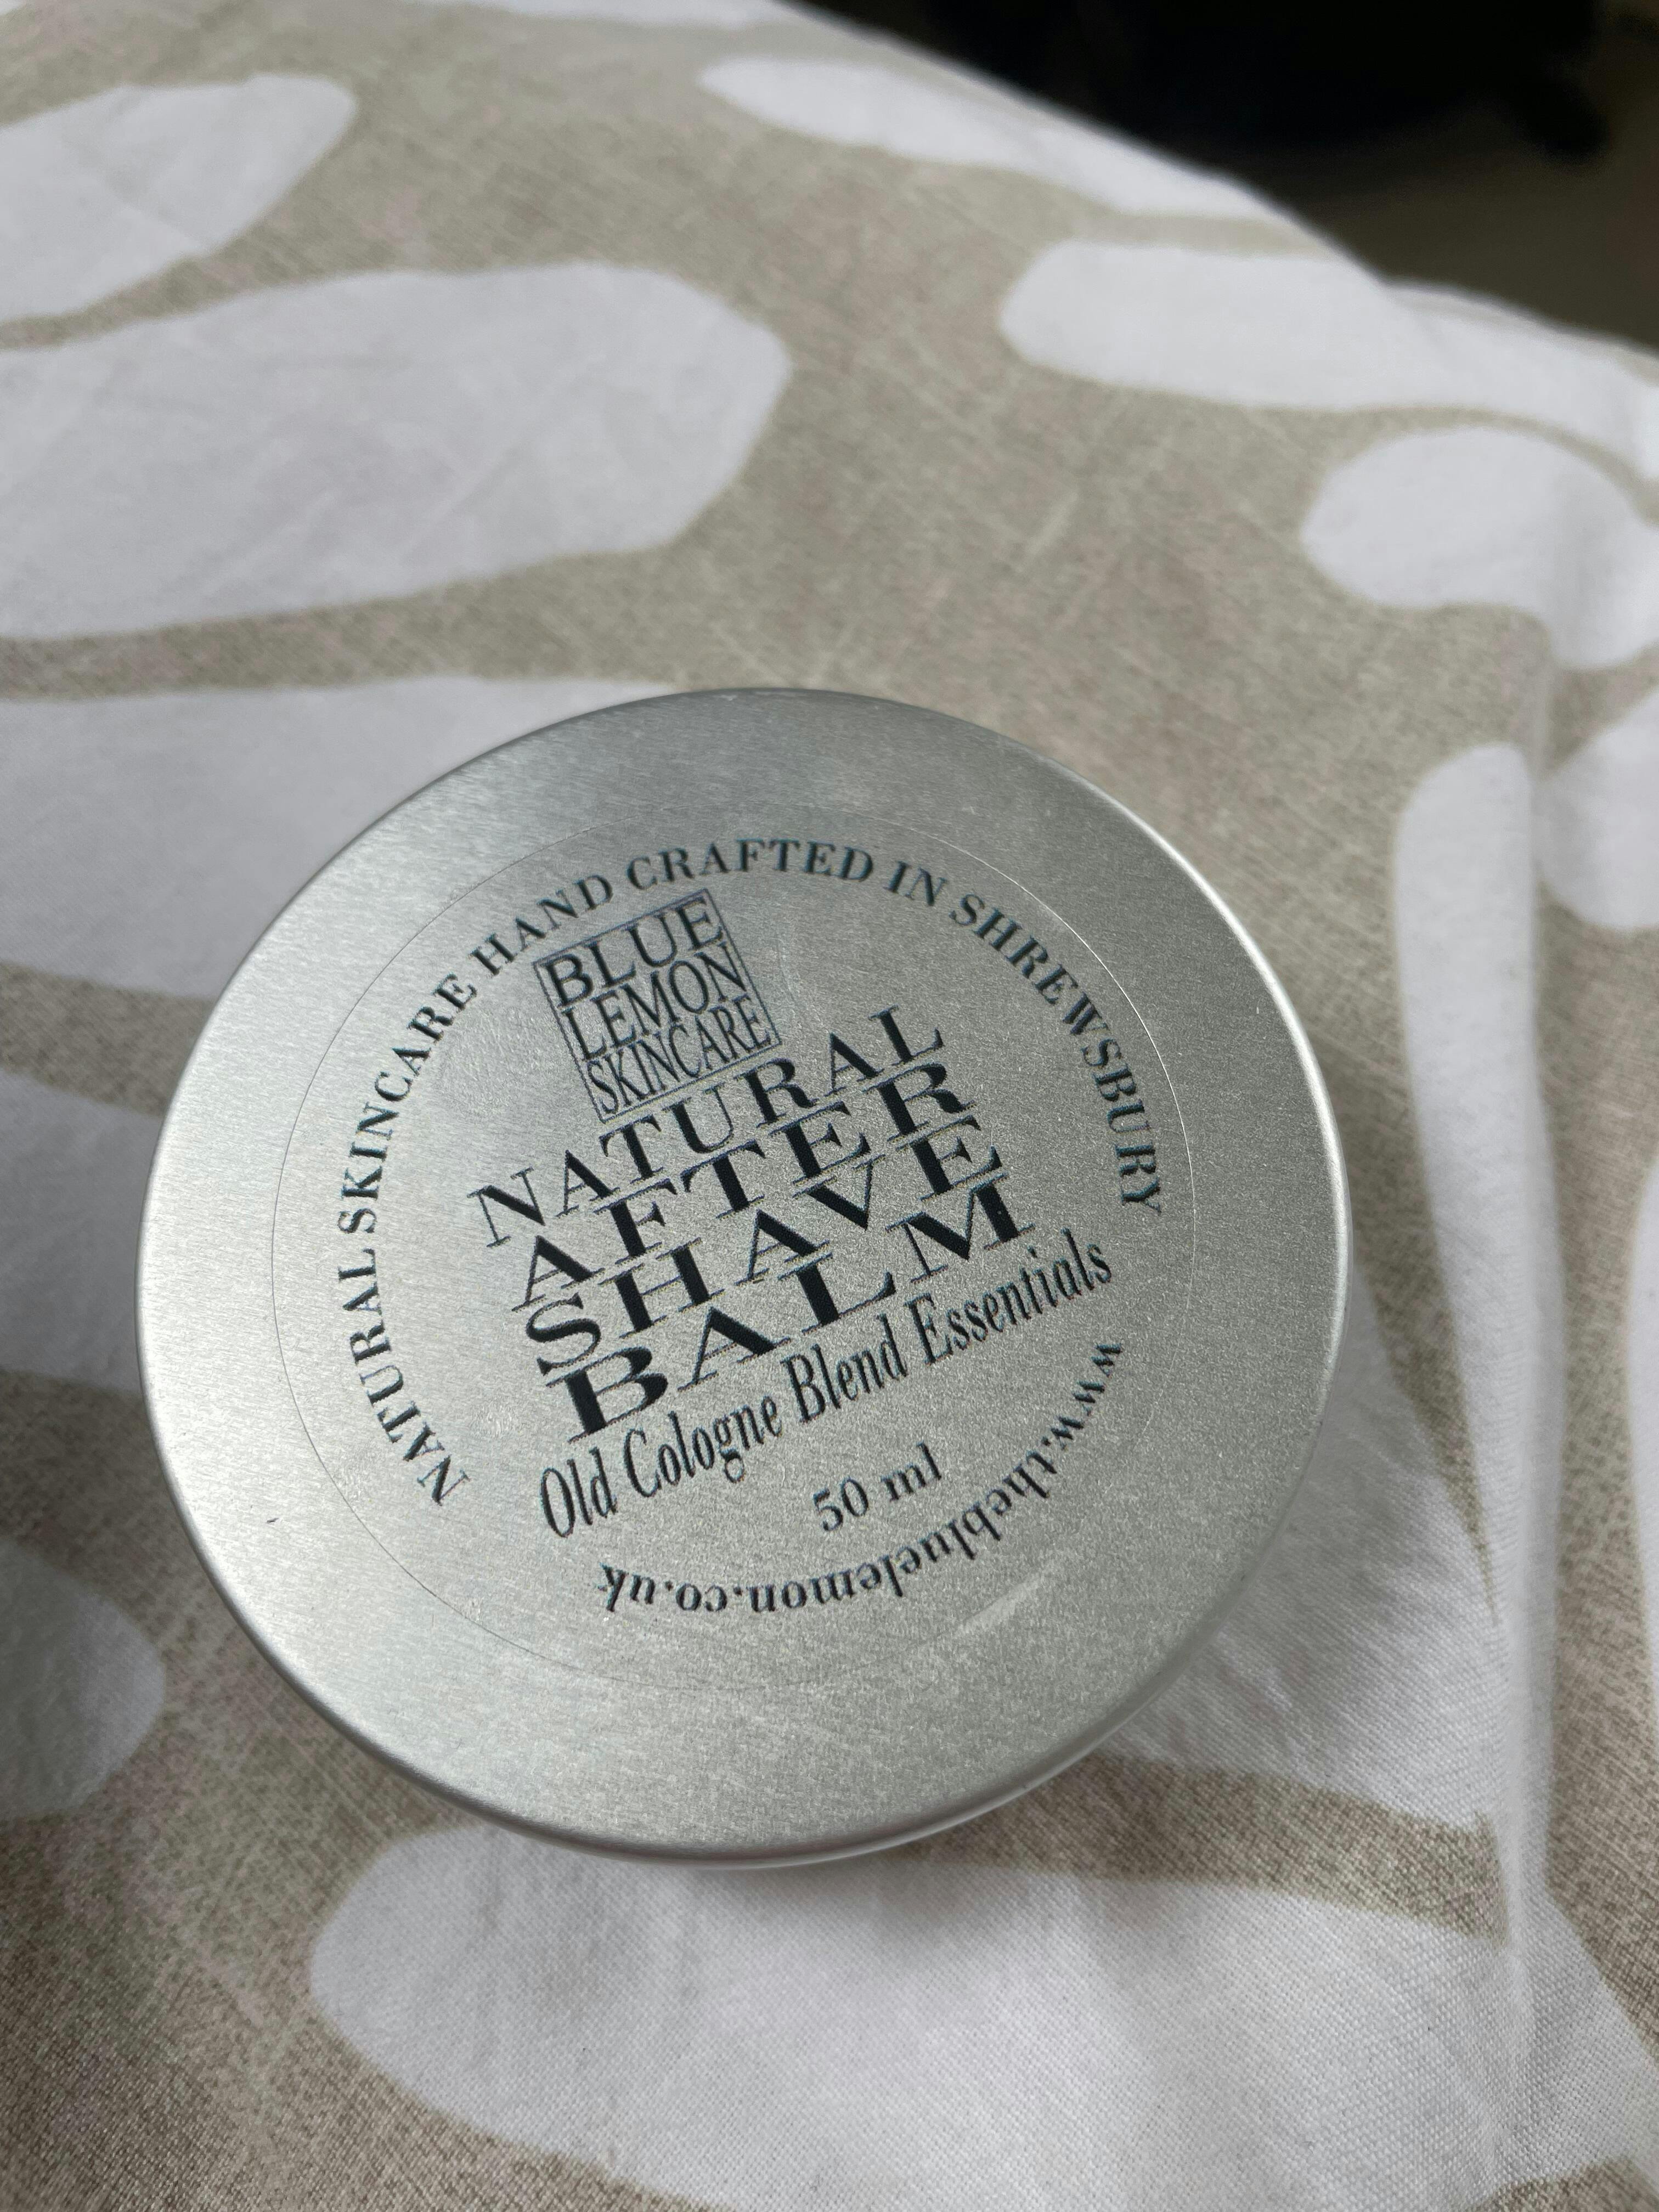 NATURAL SKINCARE HAND CRAFTED IN SHREWSBURY
BLUE
LEMON
SKINCARE
NATURAL
AFTER
SHAVE
BALM
Old Cologne Blend Essentials
50 ml
www.thebluelemon.co.uk